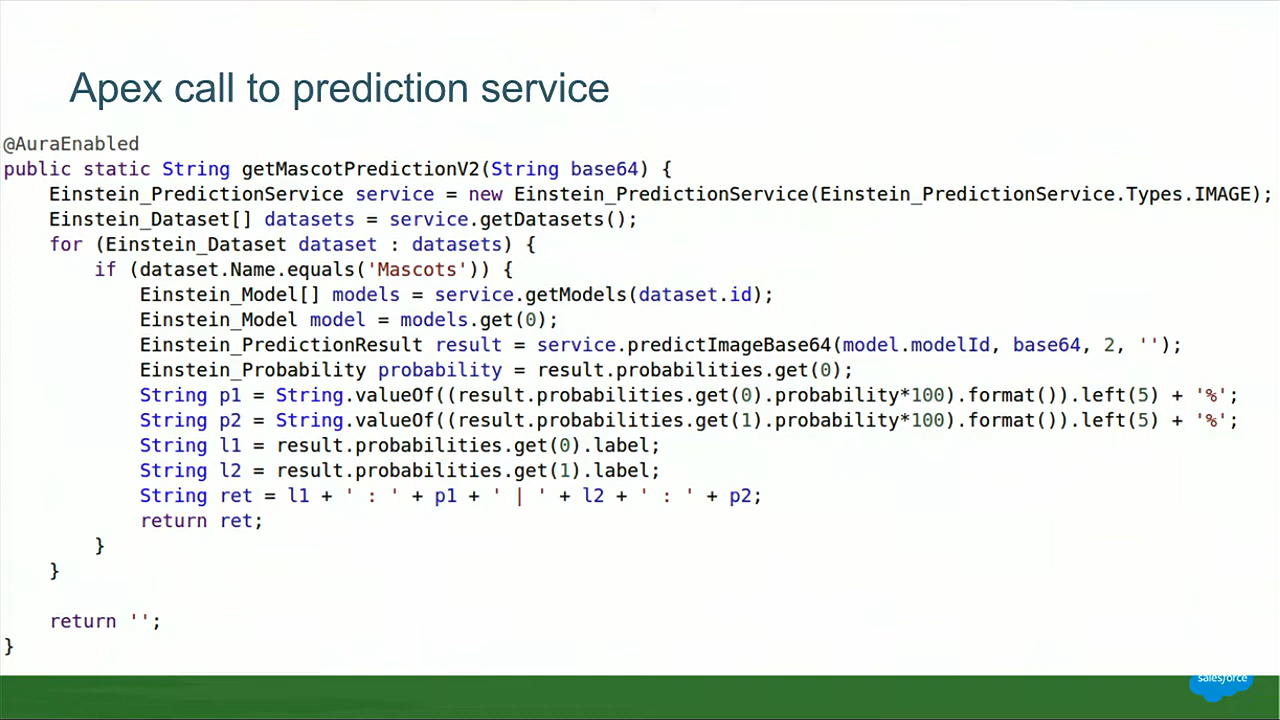 Apex call to prediction service
@AuraEnabled
public static String getMascotPredictionV2(String base64) {
    Einstein_PredictionService service = new Einstein_PredictionService(Einstein_PredictionService.Types.IMAGE);
    Einstein_Dataset[] datasets = service.getDatasets();
    for (Einstein_Dataset dataset : datasets) {
        if (dataset.Name.equals('Mascots')) {
            Einstein_Model[] models = service.getModels(dataset.id);
            Einstein_Model model = models.get(0);
            Einstein_PredictionResult result = service.predictImageBase64(model.modelId, base64, 2, '');
            Einstein_Probability probability = result.probabilities.get(0);
            String p1 = String.valueOf((result.probabilities.get(0).probability*100).format()).left(5) + '%';
            String p2 = String.valueOf((result.probabilities.get(1).probability*100).format()).left(5) + '%';
            String l1 = result.probabilities.get(0).label;
            String l2 = result.probabilities.get(1).label;
            String ret = l1 + ' : ' + p1 + ' | ' + l2 + ' : ' + p2;
            return ret;
        }
    }
    return '';
}
salesforce